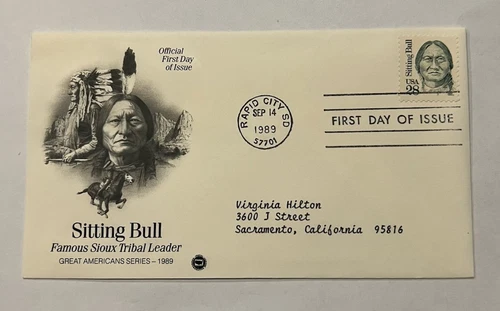 Official
First Day
of Issue
Sitting Bull
USA
28
RAPID CITY SD
SEP 14
1989
57701
FIRST DAY OF ISSUE
Virginia Hilton
3600 J Street
Sacramento, California 95816
Sitting Bull
Famous Sioux Tribal Leader
GREAT AMERICANS SERIES – 1989